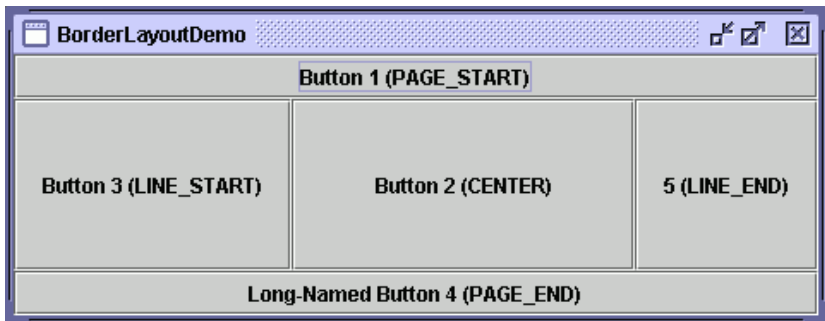 BorderLayoutDemo
Button 1 (PAGE_START)
Button 3 (LINE_START)
Button 2 (CENTER)
5 (LINE_END)
Long-Named Button 4 (PAGE_END)